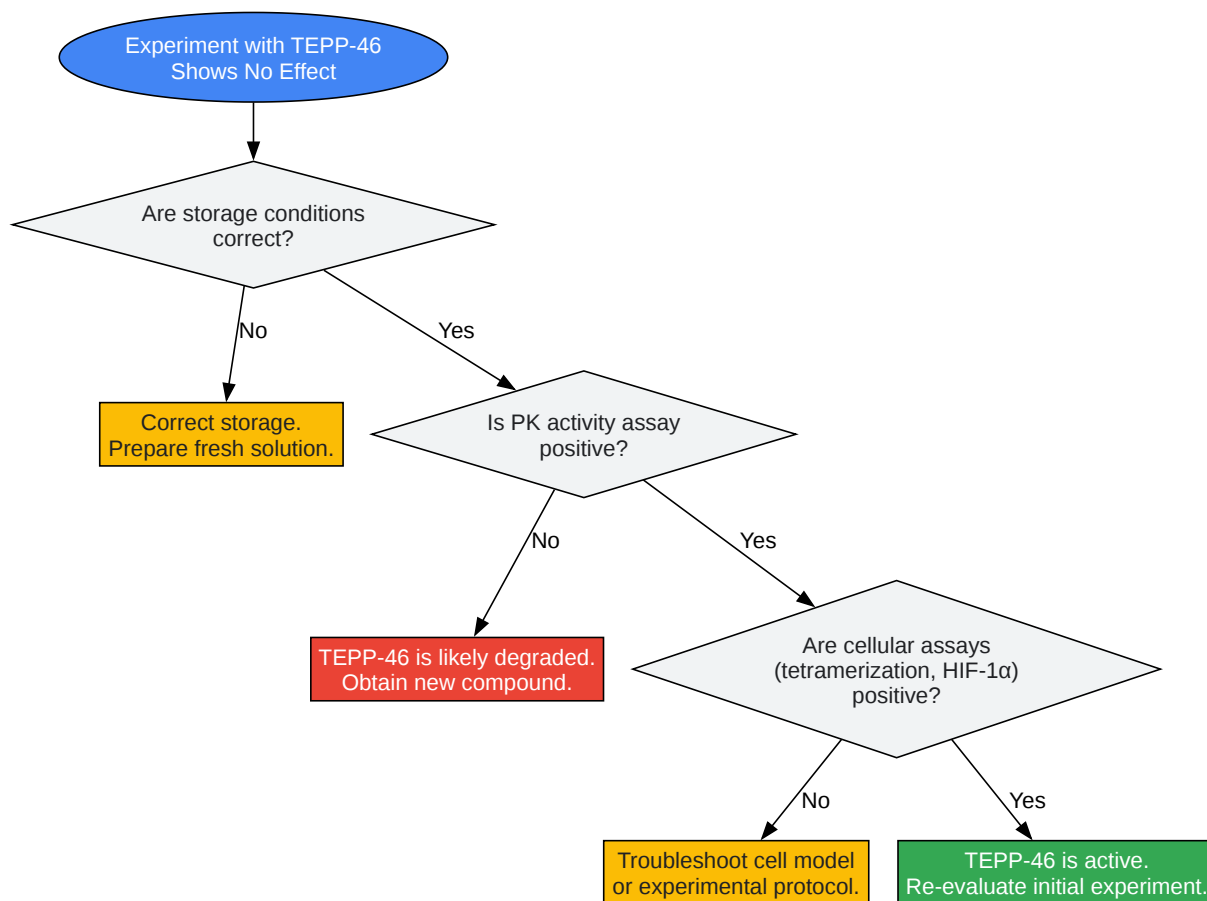 Experiment with TEPP-46
Shows No Effect
Are storage conditions
correct?
No
Yes
Correct storage.
Prepare fresh solution.
Is PK activity assay
positive?
No
Yes
TEPP-46 is likely degraded.
Obtain new compound.
Are cellular assays
(tetramerization, HIF-1α)
positive?
No
Yes
Troubleshoot cell model
or experimental protocol.
TEPP-46 is active.
Re-evaluate initial experiment.